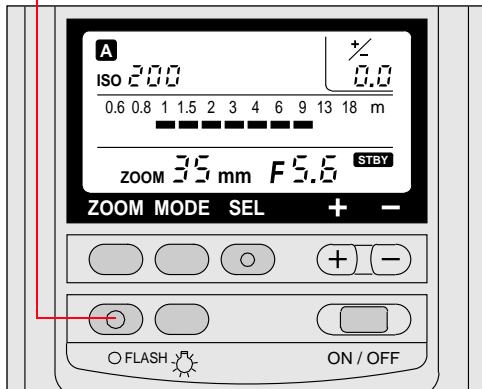 A +/-
ISO 200 0.0
0.6 0.8 1 1.5 2 3 4 6 9 13 18 m
ZOOM 35 mm F 5.6 STBY
ZOOM MODE SEL + −
+ −
FLASH ON / OFF